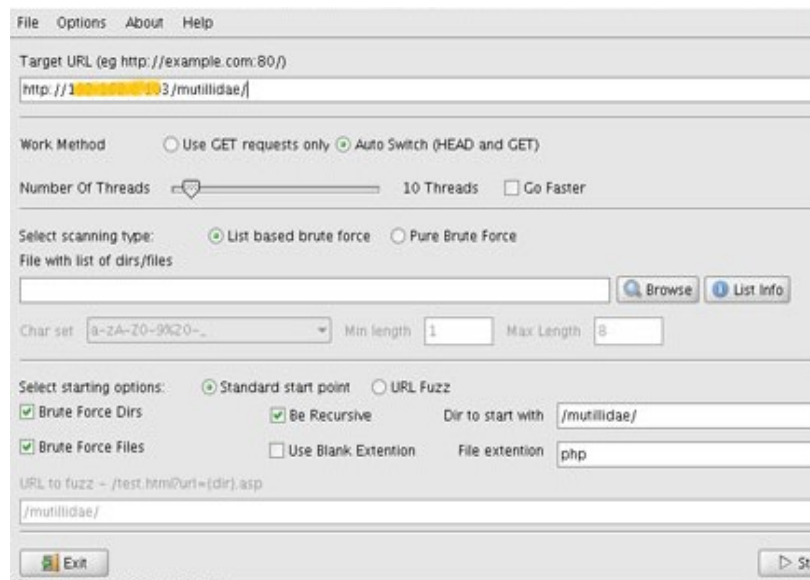 File Options About Help
Target URL (eg http://example.com:80/)
http://1 3/mutillidae/
Work Method Use GET requests only Auto Switch (HEAD and GET)
Number Of Threads 10 Threads Go Faster
Select scanning type: List based brute force Pure Brute Force
File with list of dirs/files
Browse List Info
Char set a-zA-Z0-9%20-_ Min length 1 Max Length 8
Select starting options: Standard start point URL Fuzz
Brute Force Dirs Be Recursive Dir to start with /mutillidae/
Brute Force Files Use Blank Extention File extention php
URL to fuzz - /test.html?url={dir}.asp
/mutillidae/
Exit St